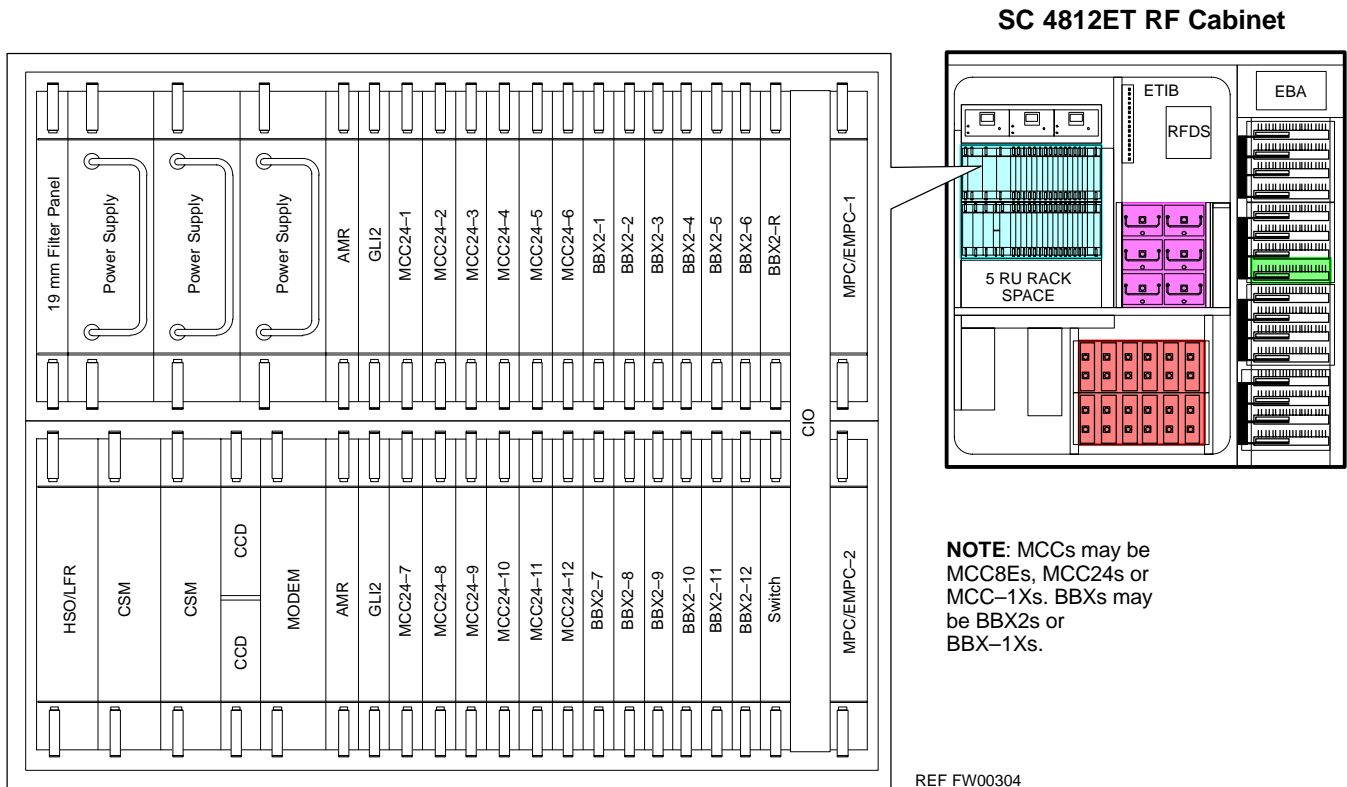 SC 4812ET RF Cabinet
19 mm Filter Panel
Power Supply
Power Supply
Power Supply
AMR
GLI2
MCC24–1
MCC24–2
MCC24–3
MCC24–4
MCC24–5
MCC24–6
BBX2–1
BBX2–2
BBX2–3
BBX2–4
BBX2–5
BBX2–6
BBX2–R
CIO
MPC/EMPC–1
HSO/LFR
CSM
CSM
CCD
CCD
MODEM
AMR
GLI2
MCC24–7
MCC24–8
MCC24–9
MCC24–10
MCC24–11
MCC24–12
BBX2–7
BBX2–8
BBX2–9
BBX2–10
BBX2–11
BBX2–12
Switch
MPC/EMPC–2
ETIB
RFDS
EBA
5 RU RACK
SPACE
NOTE: MCCs may be
MCC8Es, MCC24s or
MCC–1Xs. BBXs may
be BBX2s or
BBX–1Xs.
REF FW00304